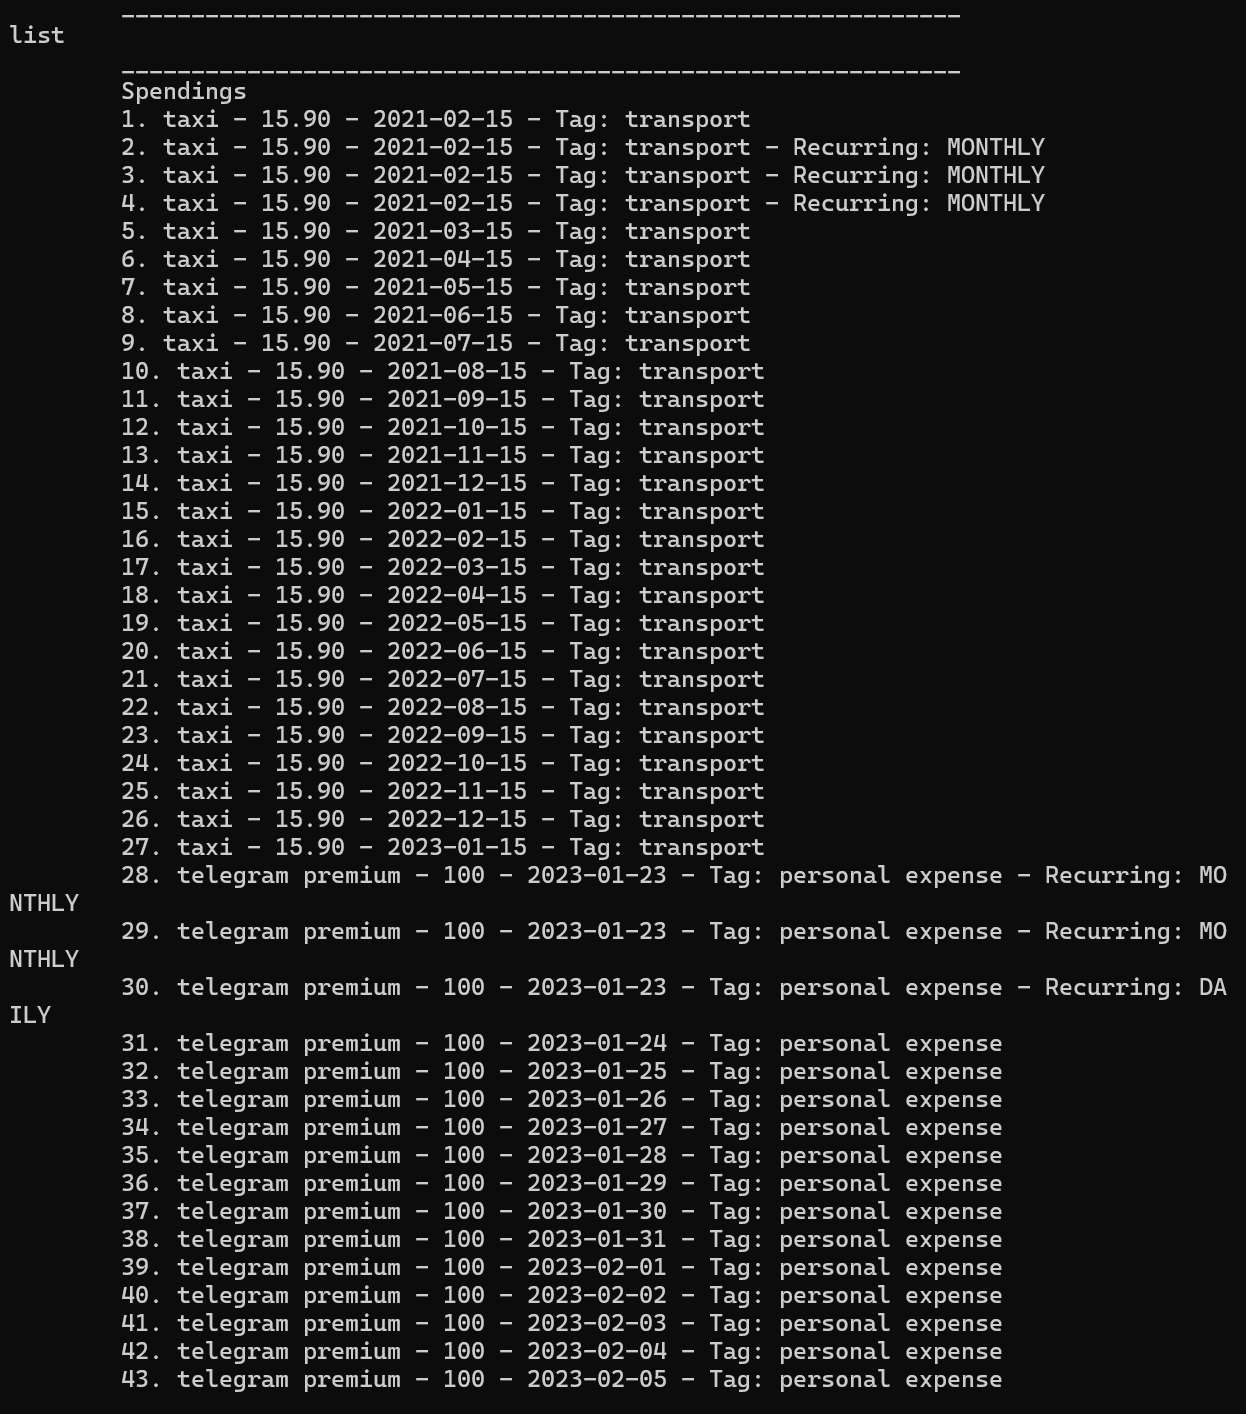 ____________________________________________________________
list
____________________________________________________________
Spendings
1. taxi - 15.90 - 2021-02-15 - Tag: transport
2. taxi - 15.90 - 2021-02-15 - Tag: transport - Recurring: MONTHLY
3. taxi - 15.90 - 2021-02-15 - Tag: transport - Recurring: MONTHLY
4. taxi - 15.90 - 2021-02-15 - Tag: transport - Recurring: MONTHLY
5. taxi - 15.90 - 2021-03-15 - Tag: transport
6. taxi - 15.90 - 2021-04-15 - Tag: transport
7. taxi - 15.90 - 2021-05-15 - Tag: transport
8. taxi - 15.90 - 2021-06-15 - Tag: transport
9. taxi - 15.90 - 2021-07-15 - Tag: transport
10. taxi - 15.90 - 2021-08-15 - Tag: transport
11. taxi - 15.90 - 2021-09-15 - Tag: transport
12. taxi - 15.90 - 2021-10-15 - Tag: transport
13. taxi - 15.90 - 2021-11-15 - Tag: transport
14. taxi - 15.90 - 2021-12-15 - Tag: transport
15. taxi - 15.90 - 2022-01-15 - Tag: transport
16. taxi - 15.90 - 2022-02-15 - Tag: transport
17. taxi - 15.90 - 2022-03-15 - Tag: transport
18. taxi - 15.90 - 2022-04-15 - Tag: transport
19. taxi - 15.90 - 2022-05-15 - Tag: transport
20. taxi - 15.90 - 2022-06-15 - Tag: transport
21. taxi - 15.90 - 2022-07-15 - Tag: transport
22. taxi - 15.90 - 2022-08-15 - Tag: transport
23. taxi - 15.90 - 2022-09-15 - Tag: transport
24. taxi - 15.90 - 2022-10-15 - Tag: transport
25. taxi - 15.90 - 2022-11-15 - Tag: transport
26. taxi - 15.90 - 2022-12-15 - Tag: transport
27. taxi - 15.90 - 2023-01-15 - Tag: transport
28. telegram premium - 100 - 2023-01-23 - Tag: personal expense - Recurring: MO
NTHLY
29. telegram premium - 100 - 2023-01-23 - Tag: personal expense - Recurring: MO
NTHLY
30. telegram premium - 100 - 2023-01-23 - Tag: personal expense - Recurring: DA
ILY
31. telegram premium - 100 - 2023-01-24 - Tag: personal expense
32. telegram premium - 100 - 2023-01-25 - Tag: personal expense
33. telegram premium - 100 - 2023-01-26 - Tag: personal expense
34. telegram premium - 100 - 2023-01-27 - Tag: personal expense
35. telegram premium - 100 - 2023-01-28 - Tag: personal expense
36. telegram premium - 100 - 2023-01-29 - Tag: personal expense
37. telegram premium - 100 - 2023-01-30 - Tag: personal expense
38. telegram premium - 100 - 2023-01-31 - Tag: personal expense
39. telegram premium - 100 - 2023-02-01 - Tag: personal expense
40. telegram premium - 100 - 2023-02-02 - Tag: personal expense
41. telegram premium - 100 - 2023-02-03 - Tag: personal expense
42. telegram premium - 100 - 2023-02-04 - Tag: personal expense
43. telegram premium - 100 - 2023-02-05 - Tag: personal expense